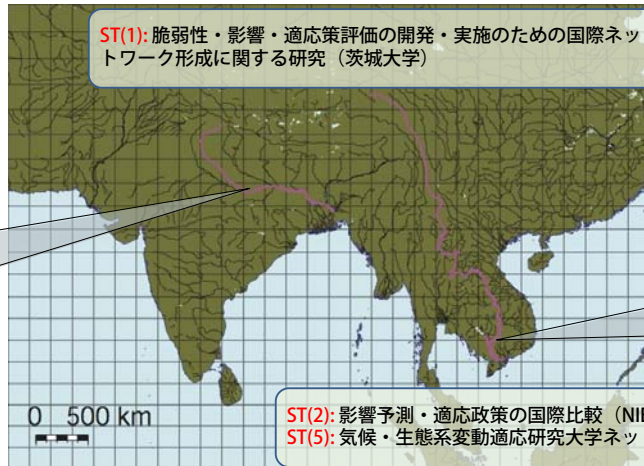 ST(1): 脆弱性・影響・適応策評価の開発・実施のための国際ネッ
トワーク形成に関する研究（茨城大学）
0 500 km
ST(2): 影響予測・適応政策の国際比較（NIE
ST(5): 気候・生態系変動適応研究大学ネッ